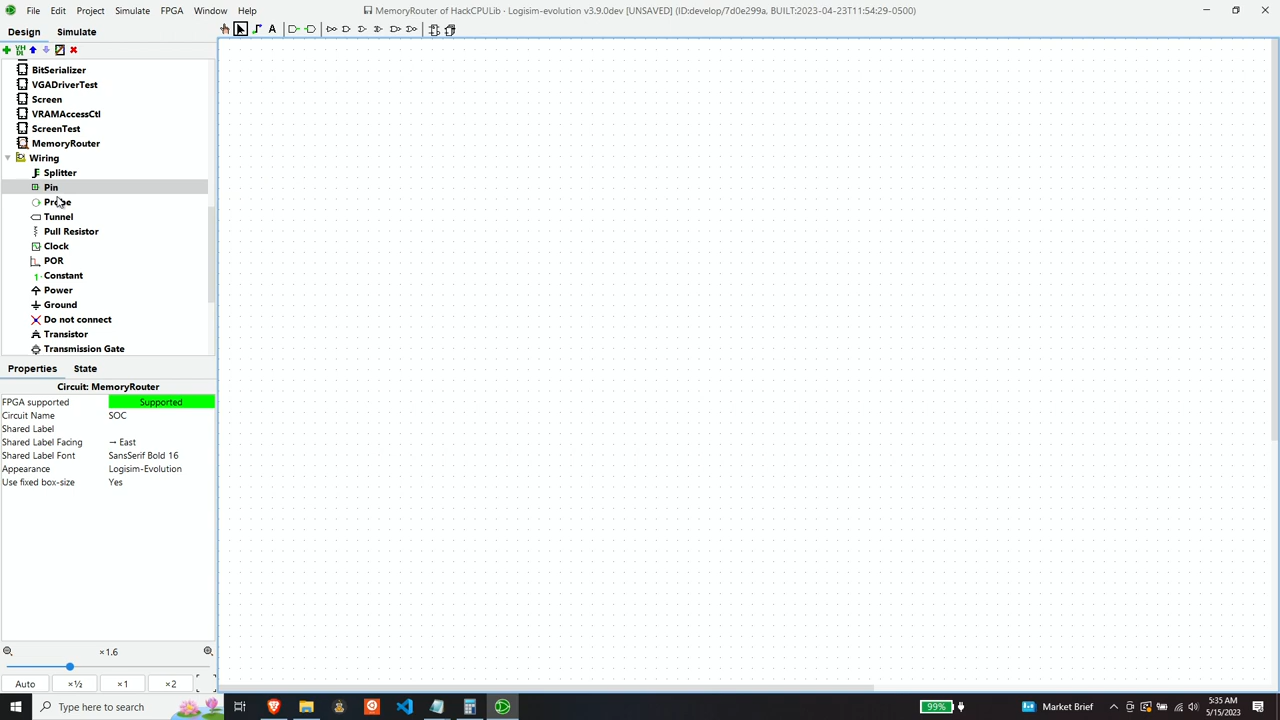 File Edit Project Simulate FPGA Window Help
MemoryRouter of HackCPULib - Logisim-evolution v3.9.0dev [UNSAVED] (ID:develop/7d0e299a, BUILT:2023-04-23T11:54:29-0500)
Design Simulate
A
BitSerializer
VGADriverTest
Screen
VRAMAccessCtl
ScreenTest
MemoryRouter
Wiring
Splitter
Pin
Probe
Tunnel
Pull Resistor
Clock
POR
Constant
Power
Ground
Do not connect
Transistor
Transmission Gate
Properties State
Circuit: MemoryRouter
FPGA supported Supported
Circuit Name SOC
Shared Label
Shared Label Facing → East
Shared Label Font SansSerif Bold 16
Appearance Logisim-Evolution
Use fixed box-size Yes
×1.6
Auto ×½ ×1 ×2
Type here to search
99%
Market Brief
5:35 AM
5/15/2023